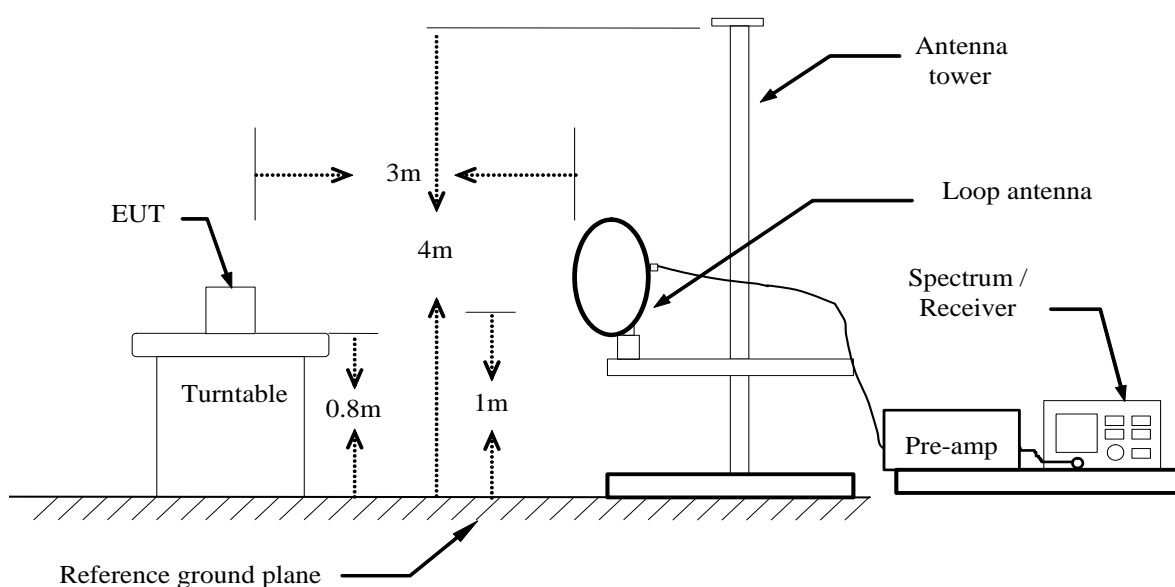 Antenna
tower
3m
Loop antenna
EUT
4m
Spectrum /
Receiver
Turntable
0.8m
1m
Pre-amp
Reference ground plane